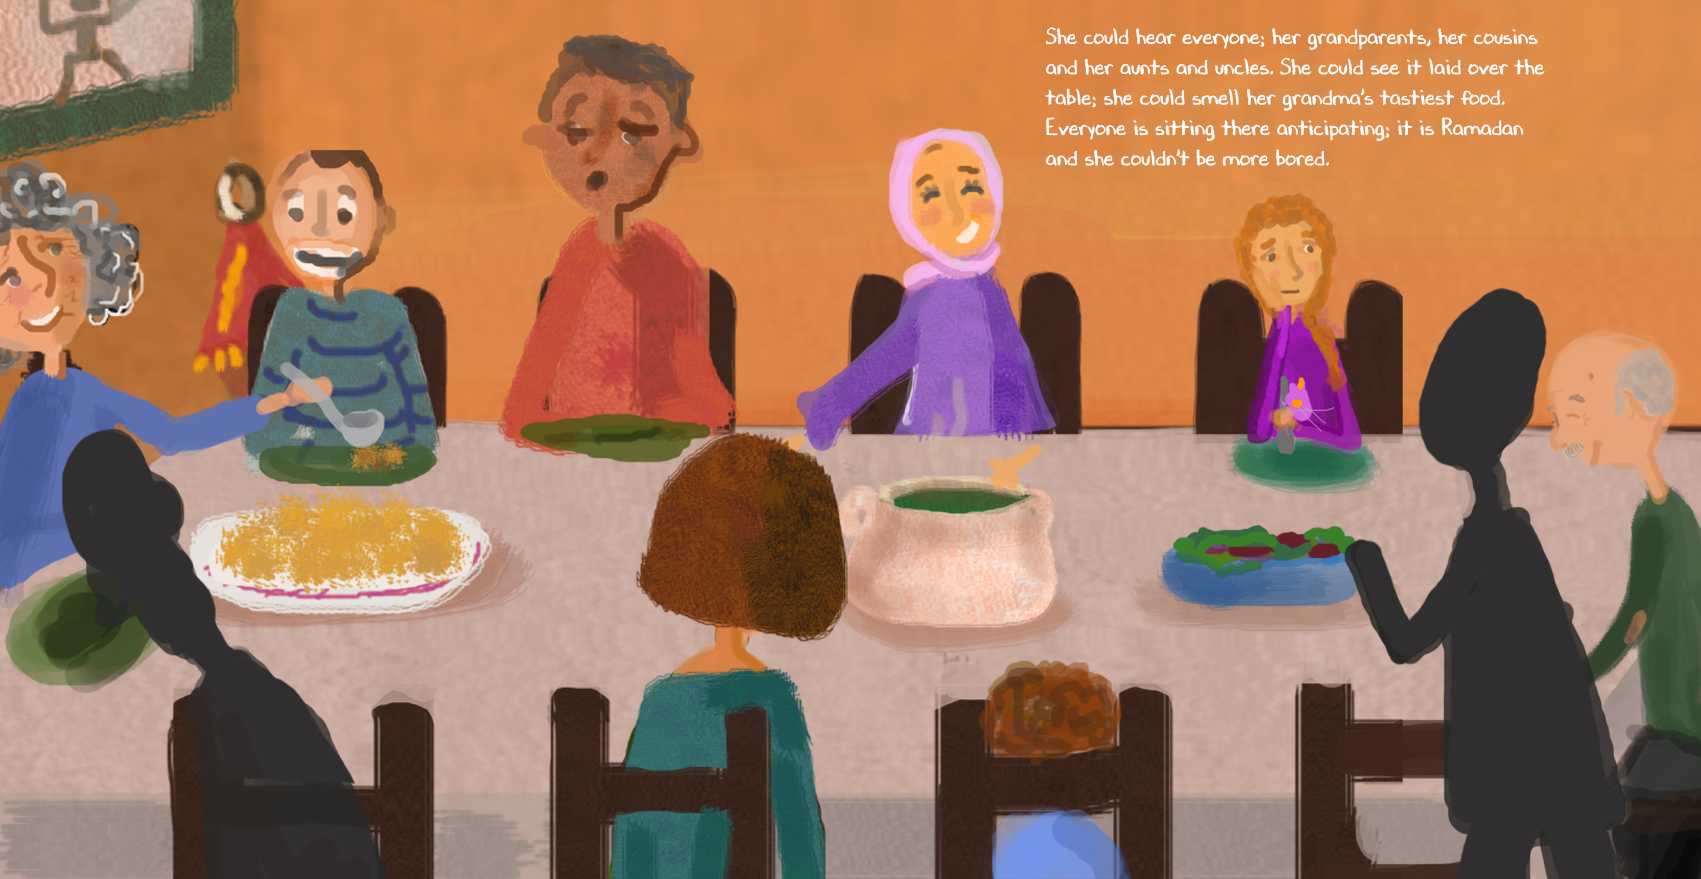 She could hear everyone; her grandparents, her cousins
and her aunts and uncles. She could see it laid over the
table; she could smell her grandma's tastiest food.
Everyone is sitting there anticipating; it is Ramadan
and she couldn't be more bored.